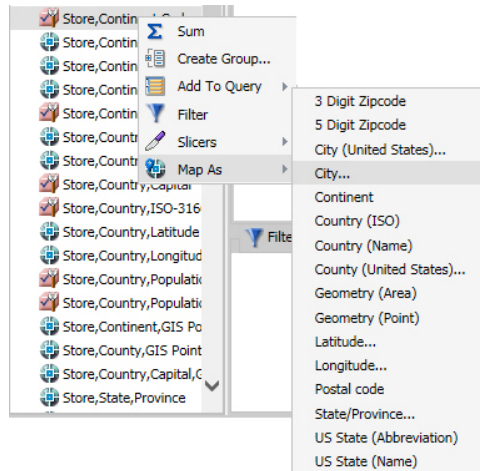 Store,Continent,Code
Store,Contin
Store,Contin
Store,Contin
Store,Contin
Store,Countr
Store,Countr
Store,Country,Capital
Store,Country,ISO-316
Store,Country,Latitude
Store,Country,Longitud
Store,Country,Populatio
Store,Country,Populatio
Store,Continent,GIS Po
Store,County,GIS Point
Store,Country,Capital,G
Store,State,Province
Sum
Create Group...
Add To Query
Filter
Slicers
Map As
Filte
3 Digit Zipcode
5 Digit Zipcode
City (United States)...
City...
Continent
Country (ISO)
Country (Name)
County (United States)...
Geometry (Area)
Geometry (Point)
Latitude...
Longitude...
Postal code
State/Province...
US State (Abbreviation)
US State (Name)